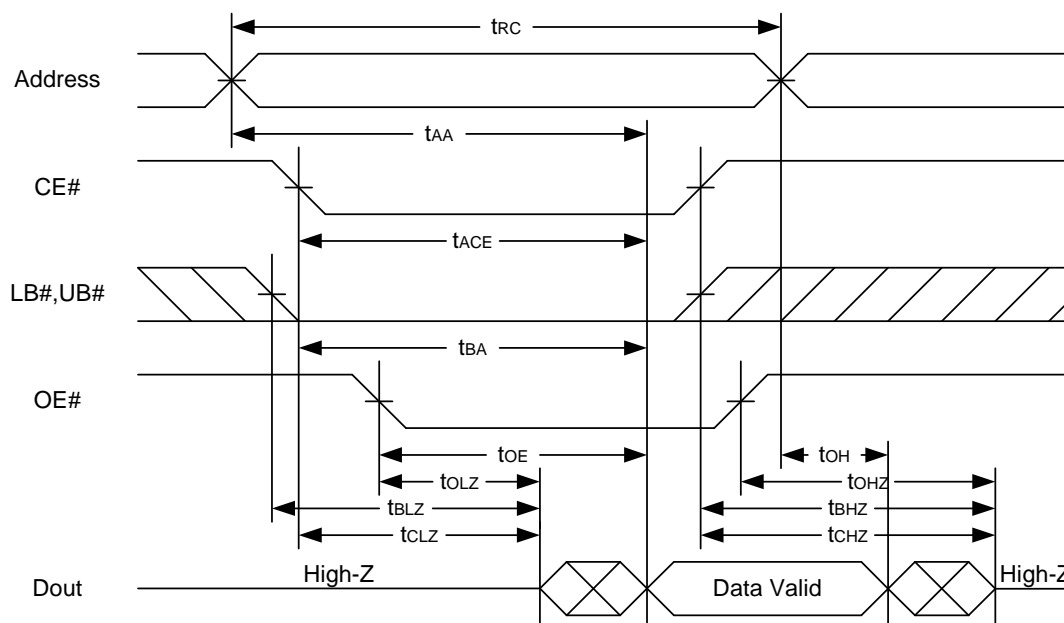 tRC
Address
tAA
CE#
tACE
LB#,UB#
tBA
OE#
tOE
tOH
tOLZ
tOHZ
tBLZ
tBHZ
tCLZ
tCHZ
High-Z
High-Z
Dout
Data Valid